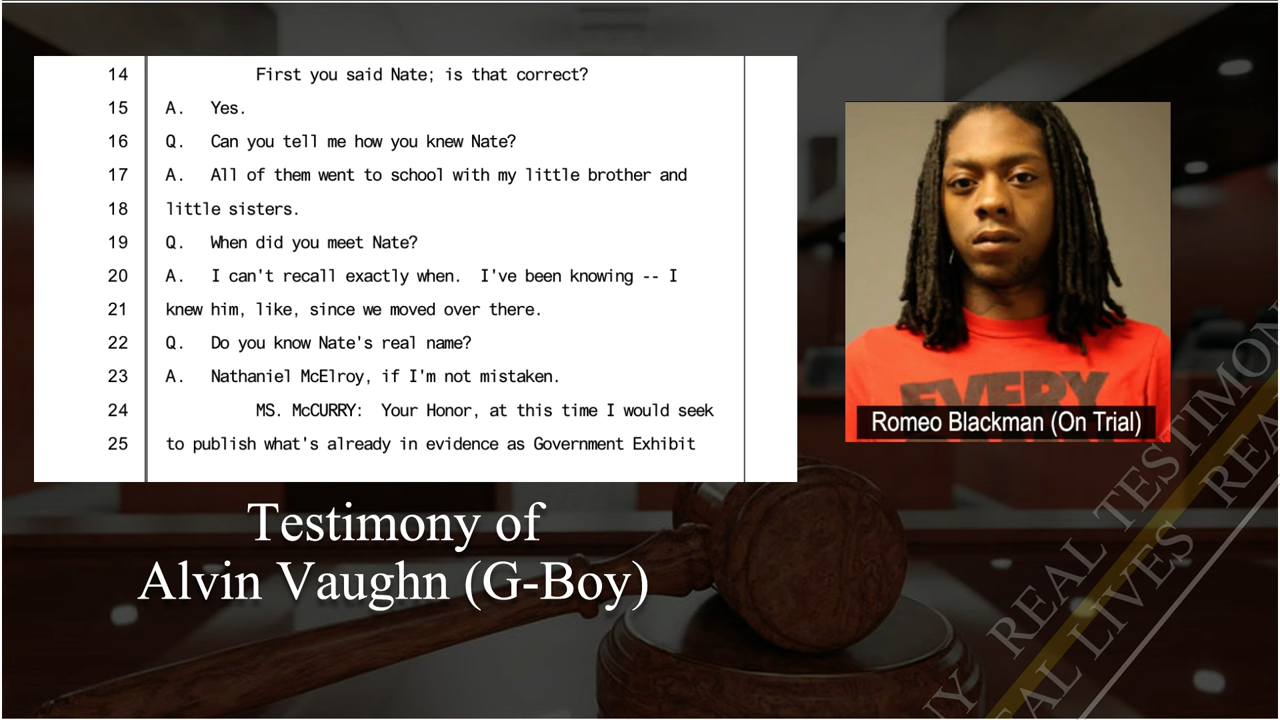 14 First you said Nate; is that correct?
15 A. Yes.
16 Q. Can you tell me how you knew Nate?
17 A. All of them went to school with my little brother and
18 little sisters.
19 Q. When did you meet Nate?
20 A. I can't recall exactly when. I've been knowing -- I
21 knew him, like, since we moved over there.
22 Q. Do you know Nate's real name?
23 A. Nathaniel McElroy, if I'm not mistaken.
24 MS. McCURRY: Your Honor, at this time I would seek
25 to publish what's already in evidence as Government Exhibit
EVERY
Romeo Blackman (On Trial)
Testimony of
Alvin Vaughn (G-Boy)
REAL TESTIMON
NY REAL LIVES REA